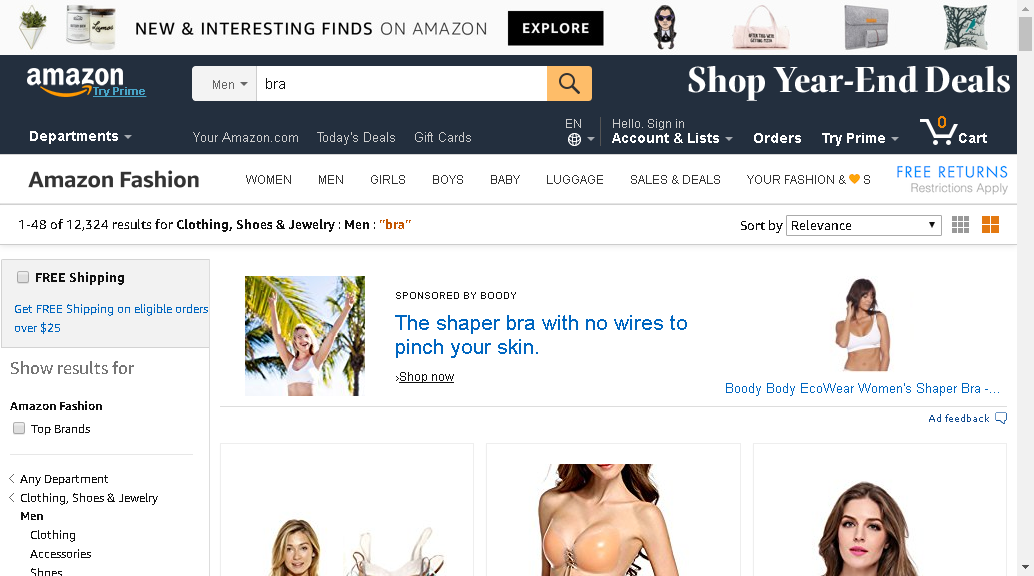 NEW & INTERESTING FINDS ON AMAZON
EXPLORE
amazon
Try Prime
Men
bra
Shop Year-End Deals
Departments
Your Amazon.com
Today's Deals
Gift Cards
EN
Hello. Sign in
Account & Lists
Orders
Try Prime
0
Cart
Amazon Fashion
WOMEN
MEN
GIRLS
BOYS
BABY
LUGGAGE
SALES & DEALS
YOUR FASHION & S
FREE RETURNS
Restrictions Apply
1-48 of 12,324 results for Clothing, Shoes & Jewelry : Men : "bra"
Sort by Relevance
FREE Shipping
Get FREE Shipping on eligible orders
over $25
Show results for
Amazon Fashion
Top Brands
Any Department
Clothing, Shoes & Jewelry
Men
Clothing
Accessories
Shoes
SPONSORED BY BOODY
The shaper bra with no wires to
pinch your skin.
›Shop now
Boody Body EcoWear Women's Shaper Bra -...
Ad feedback